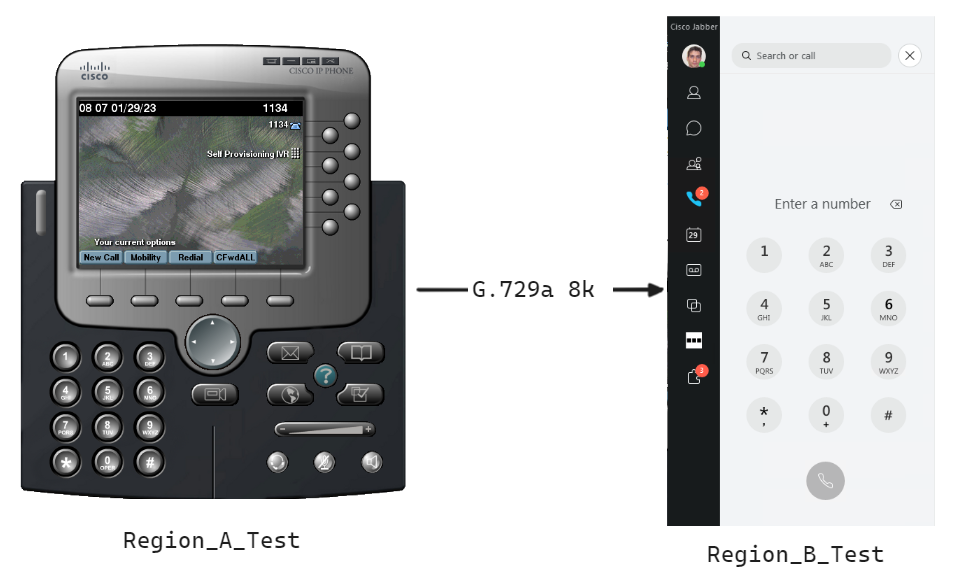 CISCO
CISCO IP PHONE
08 07 01/29/23 1134
1134
Self Provisioning IVR
Your current options
New Call Mobility Redial CFwdALL
1 2 ABC 3 DEF
4 GHI 5 JKL 6 MNO
7 PQRS 8 TUV 9 WXYZ
* 0 OPER #
?
- +
Region_A_Test
G.729a 8k
Cisco Jabber
Search or call
2
29
3
Enter a number
1 2 3
ABC DEF
4 5 6
GHI JKL MNO
7 8 9
PQRS TUV WXYZ
* 0 #
, +
Region_B_Test